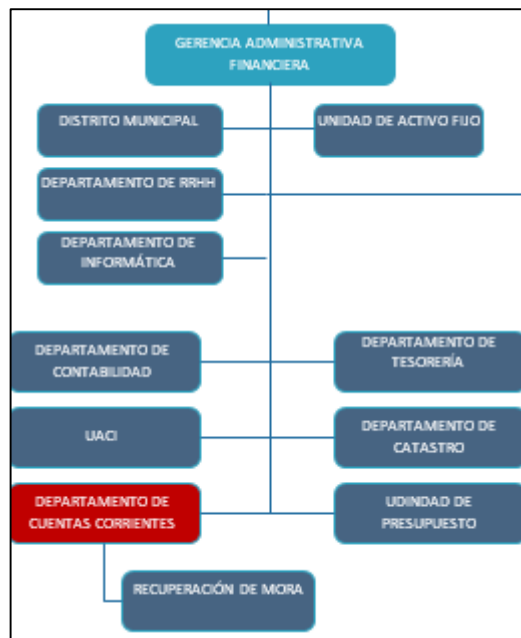 GERENCIA ADMINISTRATIVA
FINANCIERA
DISTRITO MUNICIPAL
UNIDAD DE ACTIVO FIJO
DEPARTAMENTO DE RRHH
DEPARTAMENTO DE
INFORMÁTICA
DEPARTAMENTO DE
CONTABILIDAD
DEPARTAMENTO DE
TESORERÍA
UACI
DEPARTAMENTO DE
CATASTRO
DEPARTAMENTO DE
CUENTAS CORRIENTES
UDINDAD DE
PRESUPUESTO
RECUPERACIÓN DE MORA